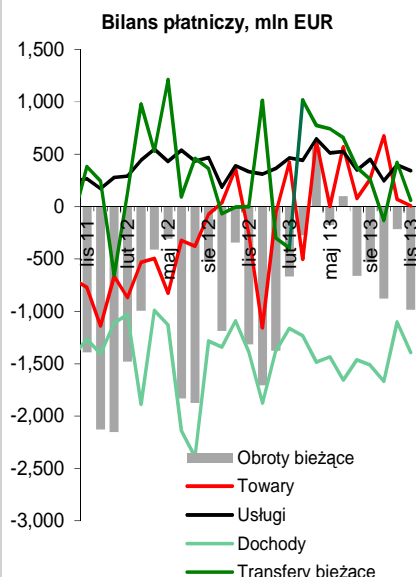 Bilans płatniczy, mln EUR
1,500
1,000
500
0
-500
-1,000
-1,500
-2,000
-2,500
-3,000
lis 11
lut 12
maj 12
sie 12
lis 12
lut 13
maj 13
sie 13
lis 13
Obroty bieżące
Towary
Usługi
Dochody
Transfery bieżące